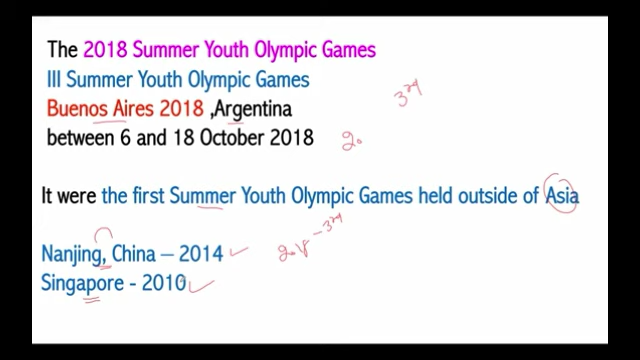 The 2018 Summer Youth Olympic Games
III Summer Youth Olympic Games
Buenos Aires 2018 ,Argentina
3rd
between 6 and 18 October 2018
It were the first Summer Youth Olympic Games held outside of Asia
Nanjing, China – 2014
Singapore - 2010